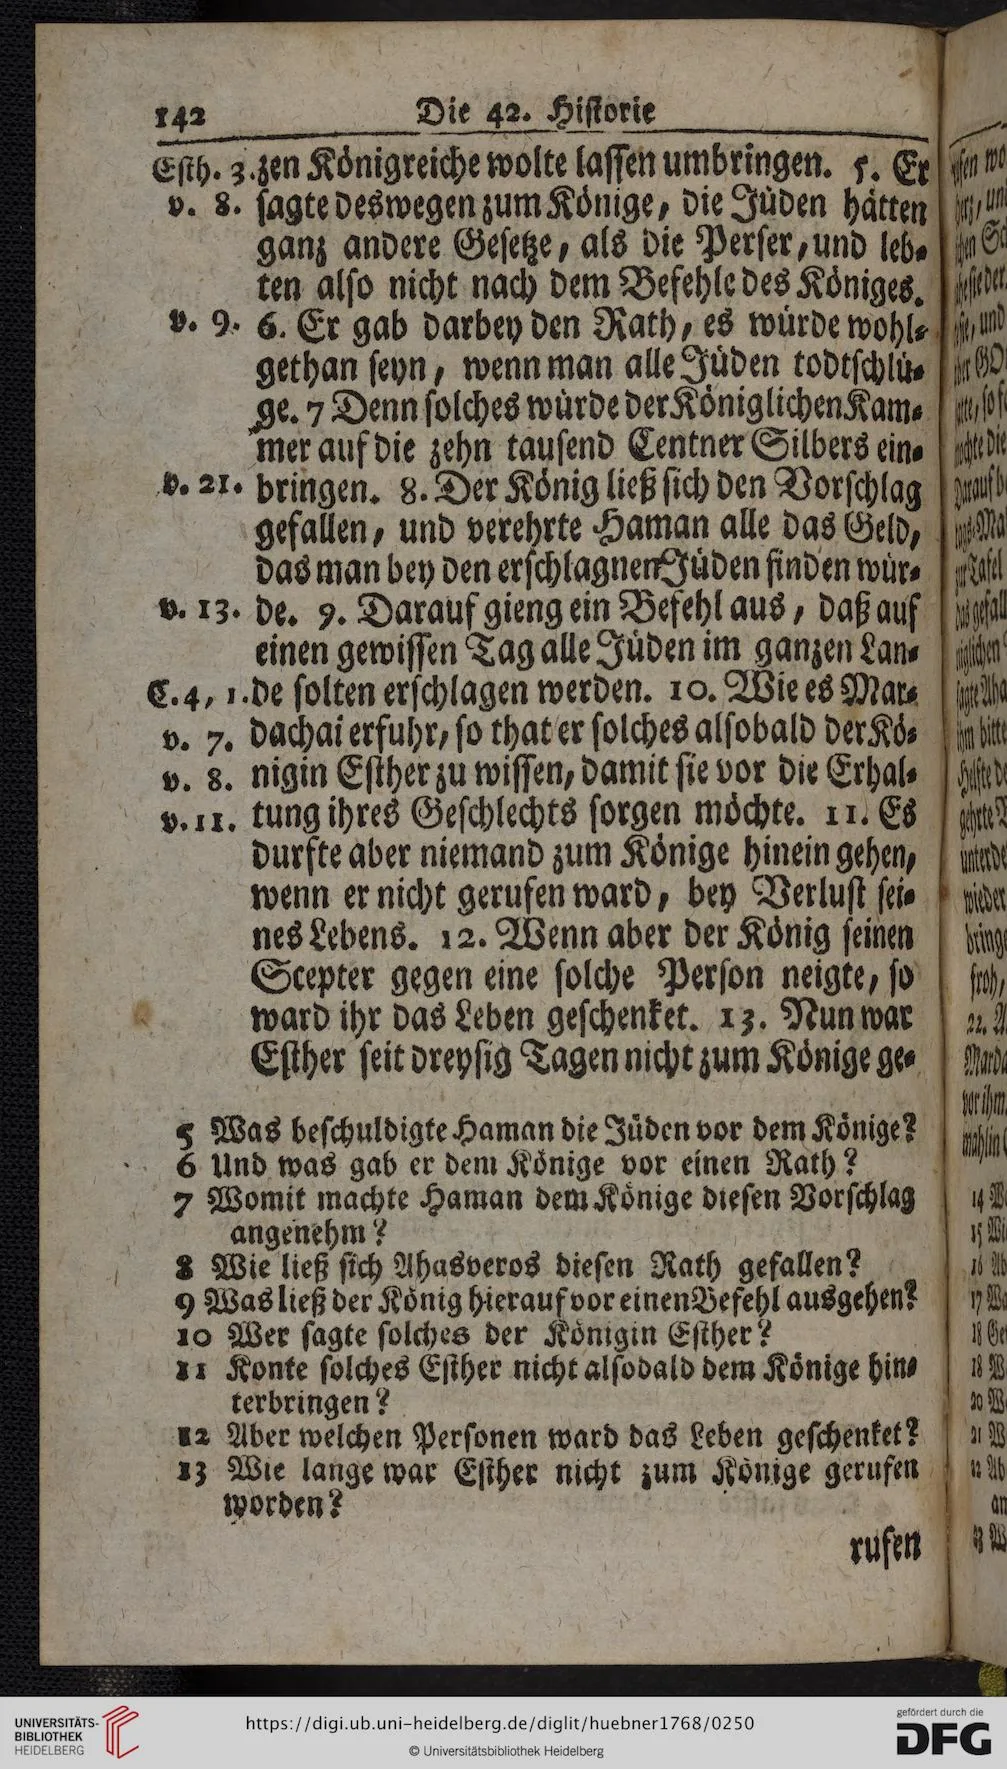 142 Die 42. Historie
Esth. 3. zen Königreiche wolte lassen umbringen. 5. Er
v. 8. sagte deswegen zum Könige, die Jüden hätten
ganz andere Gesetze, als die Perser, und leb-
ten also nicht nach dem Befehle des Königes.
v. 9. 6. Er gab darbey den Rath, es würde wohl-
gethan seyn, wenn man alle Jüden todtschlü-
ge. 7 Denn solches würde der Königlichen Kam-
mer auf die zehn tausend Centner Silbers ein-
v. 21. bringen. 8. Der König ließ sich den Vorschlag
gefallen, und verehrte Haman alle das Geld,
das man bey den erschlagnen Jüden finden wür-
v. 13. de. 9. Darauf gieng ein Befehl aus, daß auf
einen gewissen Tag alle Jüden im ganzen Lan-
C. 4, 1. de solten erschlagen werden. 10. Wie es Mar-
v. 7. dachai erfuhr, so that er solches alsobald der Kö-
v. 8. nigin Esther zu wissen, damit sie vor die Erhal-
v. 11. tung ihres Geschlechts sorgen möchte. 11. Es
durfte aber niemand zum Könige hinein gehen,
wenn er nicht gerufen ward, bey Verlust sei-
nes Lebens. 12. Wenn aber der König seinen
Scepter gegen eine solche Person neigte, so
ward ihr das Leben geschenket. 13. Nun war
Esther seit dreysig Tagen nicht zum Könige ge-
5 Was beschuldigte Haman die Jüden vor dem Könige?
6 Und was gab er dem Könige vor einen Rath?
7 Womit machte Haman dem Könige diesen Vorschlag
angenehm?
8 Wie ließ sich Ahasveros diesen Rath gefallen?
9 Was ließ der König hierauf vor einen Befehl ausgehen?
10 Wer sagte solches der Königin Esther?
11 Konte solches Esther nicht alsobald dem Könige hin-
terbringen?
12 Aber welchen Personen ward das Leben geschenket?
13 Wie lange war Esther nicht zum Könige gerufen
worden?
rufen
UNIVERSITÄTS-
BIBLIOTHEK
HEIDELBERG
https://digi.ub.uni-heidelberg.de/diglit/huebner1768/0250
© Universitätsbibliothek Heidelberg
gefördert durch die
DFG